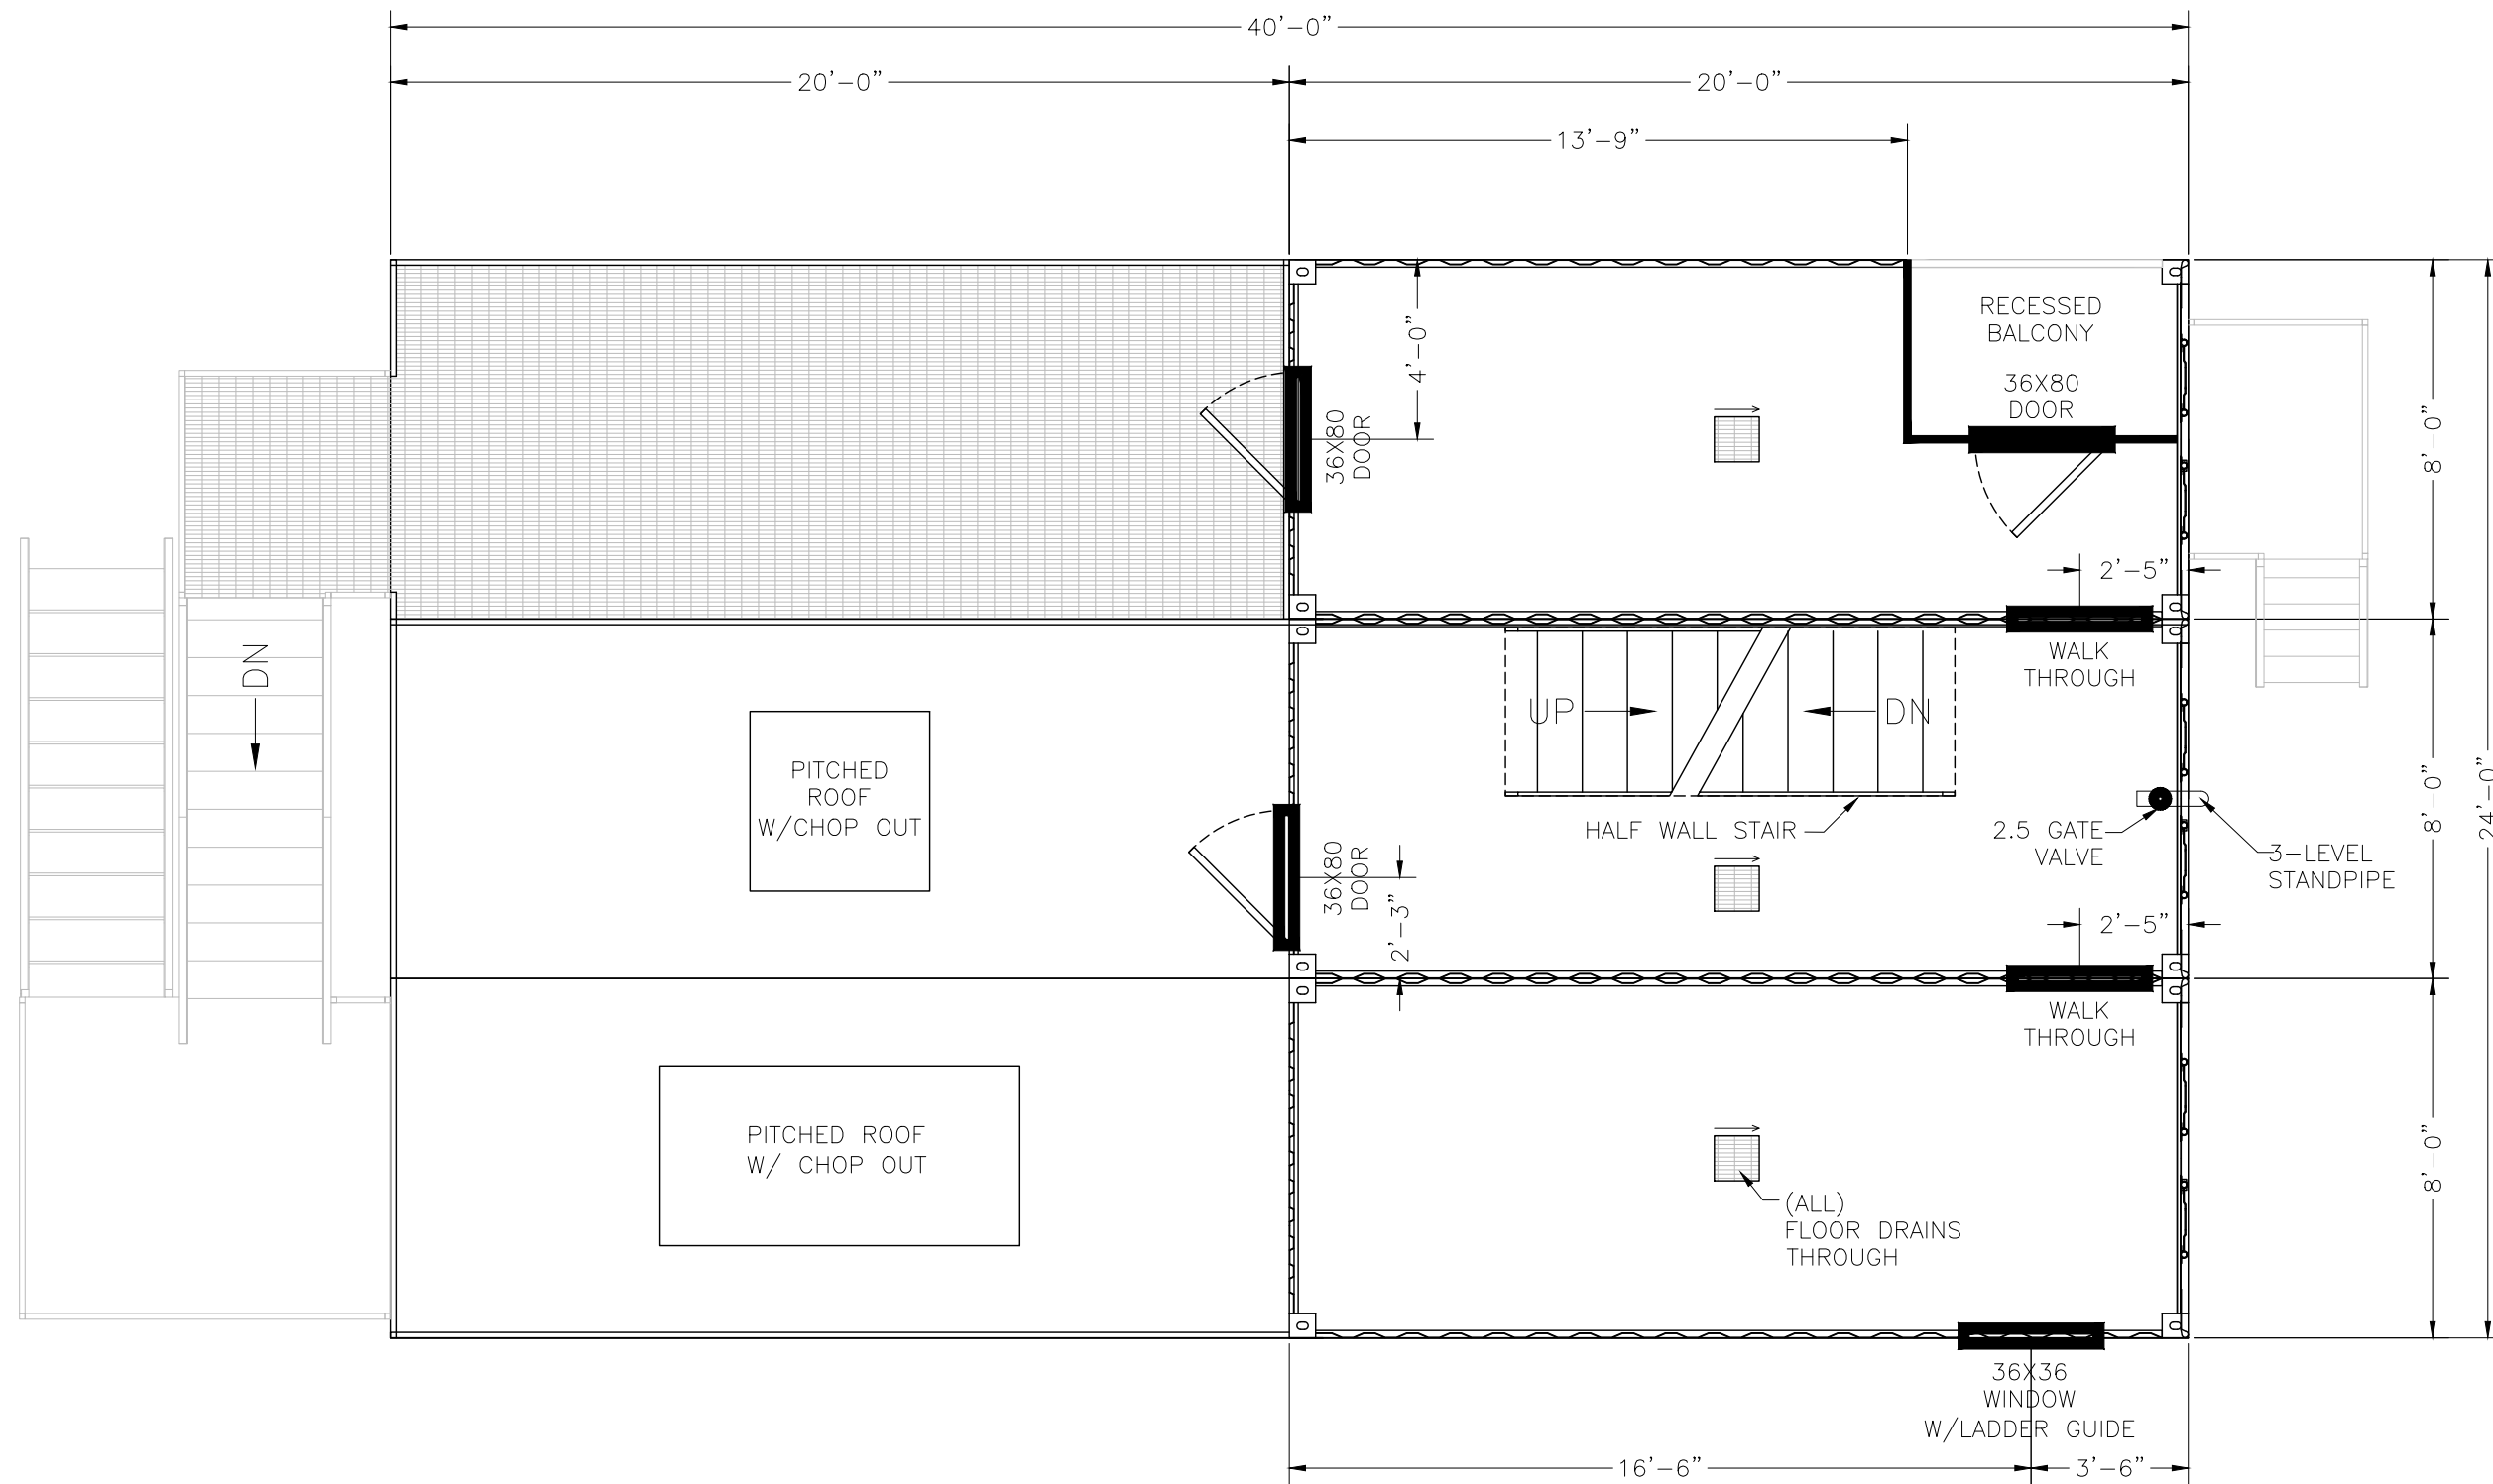 40'-0"
20'-0"
20'-0"
13'-9"
4'-0"
RECESSED
BALCONY
36X80
DOOR
36X80
DOOR
8'-0"
2'-5"
WALK
THROUGH
DN
UP
DN
PITCHED
ROOF
W/CHOP OUT
HALF WALL STAIR
2.5 GATE
VALVE
3-LEVEL
STANDPIPE
8'-0"
24'-0"
36X80
DOOR
2'-3"
2'-5"
WALK
THROUGH
PITCHED ROOF
W/ CHOP OUT
(ALL)
FLOOR DRAINS
THROUGH
8'-0"
36X36
WINDOW
W/LADDER GUIDE
16'-6"
3'-6"